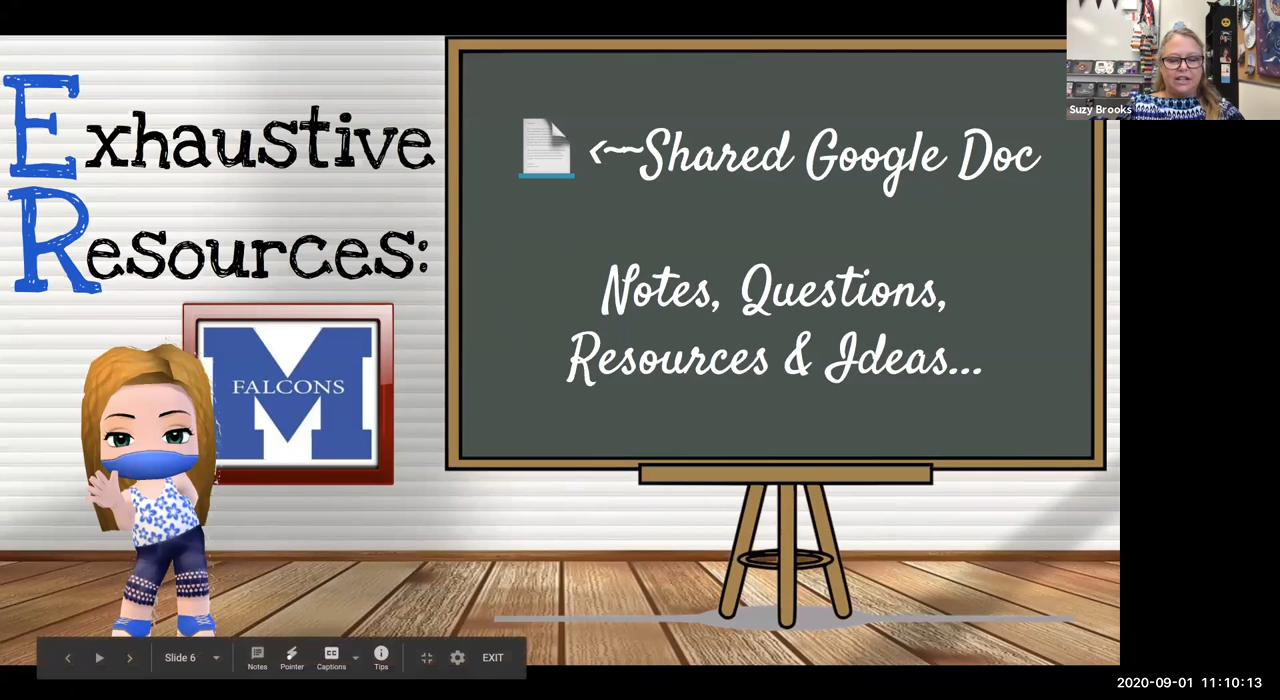 Exhaustive
Resources:
<~~Shared Google Doc
Notes, Questions,
Resources & Ideas...
FALCONS
M
Suzy Brooks
Slide 6
Notes
Pointer
CC
Captions
Tips
EXIT
2020-09-01 11:10:13